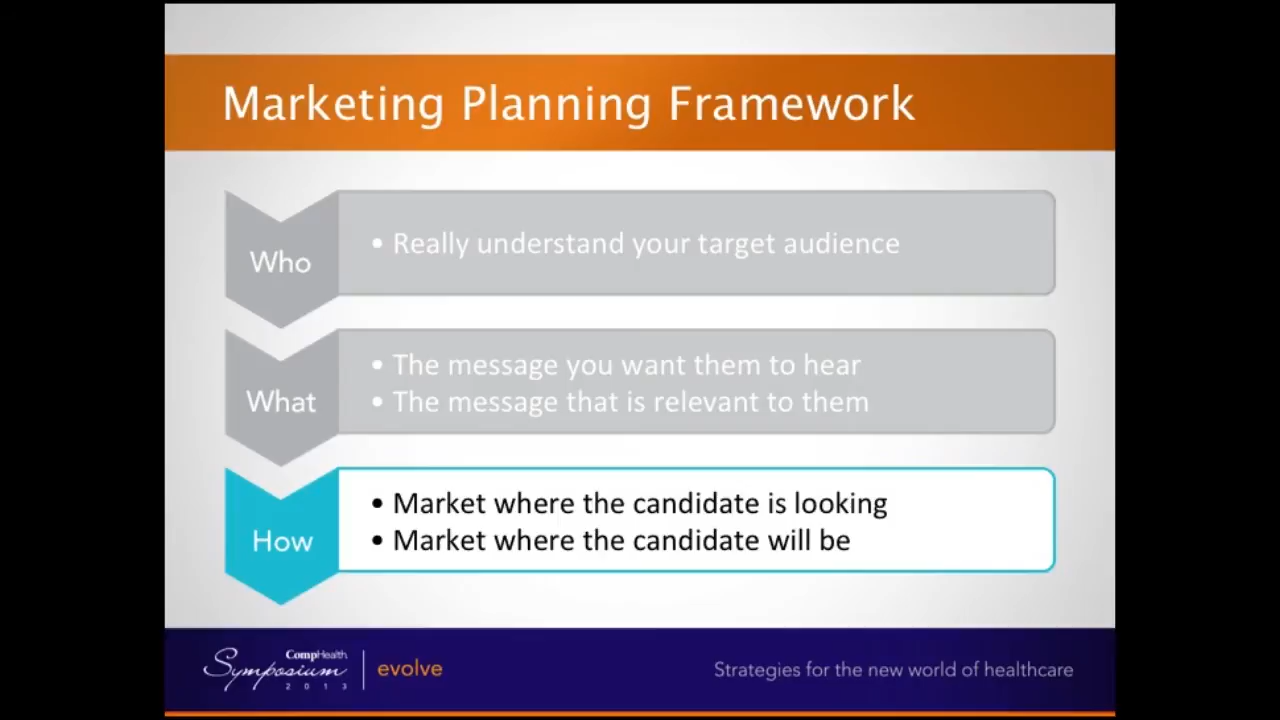 Marketing Planning Framework
Who
• Really understand your target audience
What
• The message you want them to hear
• The message that is relevant to them
How
• Market where the candidate is looking
• Market where the candidate will be
CompHealth
Symposium
2013
evolve
Strategies for the new world of healthcare